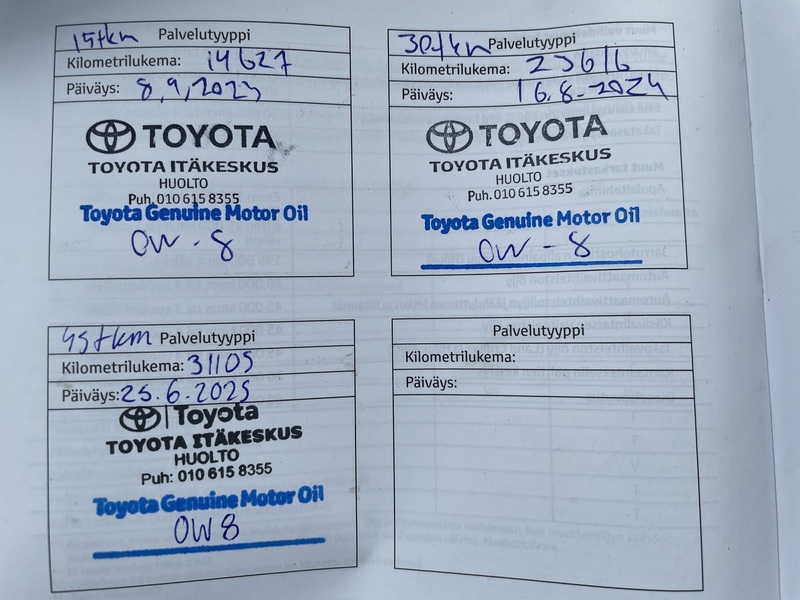 15tkm Palvelutyyppi
Kilometrilukema: 14627
Päiväys: 8,9,2023
TOYOTA
TOYOTA ITÄKESKUS
HUOLTO
Puh. 010 615 8355
Toyota Genuine Motor Oil
0W-8
30tkm Palvelutyyppi
Kilometrilukema: 23616
Päiväys: 16.8-2024
TOYOTA
TOYOTA ITÄKESKUS
HUOLTO
Puh. 010 615 8355
Toyota Genuine Motor Oil
0W-8
45tkm Palvelutyyppi
Kilometrilukema: 31105
Päiväys: 25.6.2025
Toyota
TOYOTA ITÄKESKUS
HUOLTO
Puh: 010 615 8355
Toyota Genuine Motor Oil
0W8
Palvelutyyppi
Kilometrilukema:
Päiväys: